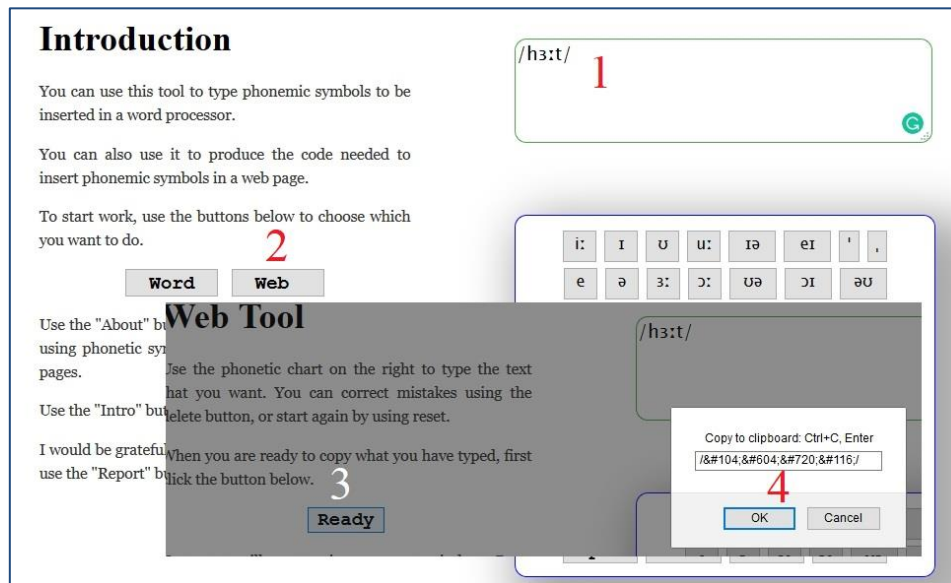 Introduction
You can use this tool to type phonemic symbols to be
inserted in a word processor.
You can also use it to produce the code needed to
insert phonemic symbols in a web page.
To start work, use the buttons below to choose which
you want to do.
2
Word Web
Use the "About"
using phonetic
pages.
Use the "Intro"
I would be
use the "Report"
/hɜːt/
1
iː ɪ ʊ uː ɪə eɪ ˈ ˌ
e ə ɜː ɔː ʊə ɔɪ əʊ
Web Tool
Use the phonetic chart on the right to type the text
that you want. You can correct mistakes using the
delete button, or start again by using reset.
When you are ready to copy what you have typed, first
click the button below.
3
Ready
/hɜːt/
Copy to clipboard: Ctrl+C, Enter
/&#104;&#604;&#720;&#116;/
4
OK Cancel